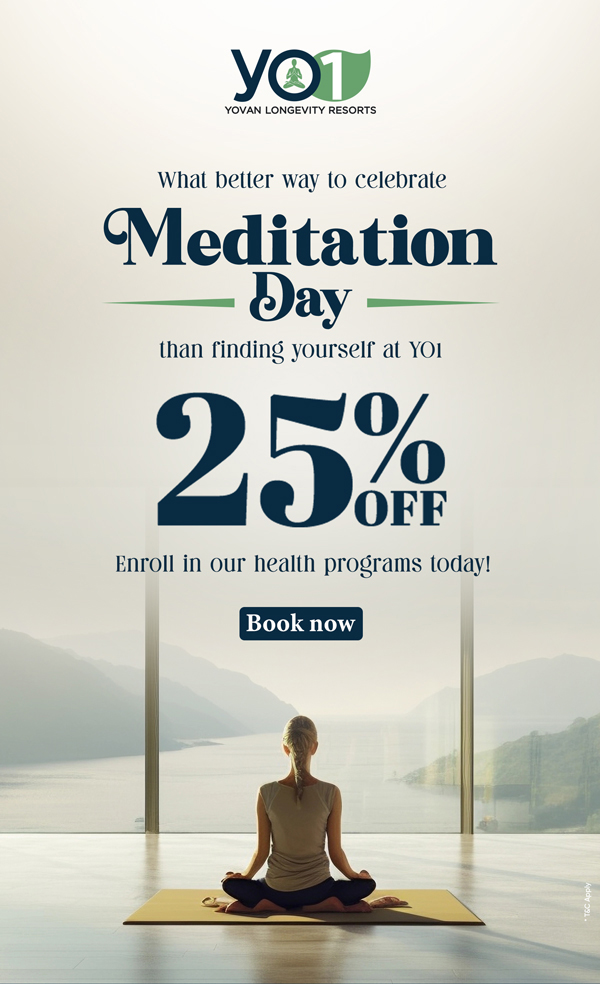 YO1
YOVAN LONGEVITY RESORTS
What better way to celebrate
Meditation
Day
than finding yourself at YO1
25%
OFF
Enroll in our health programs today!
Book now
*T&C Apply